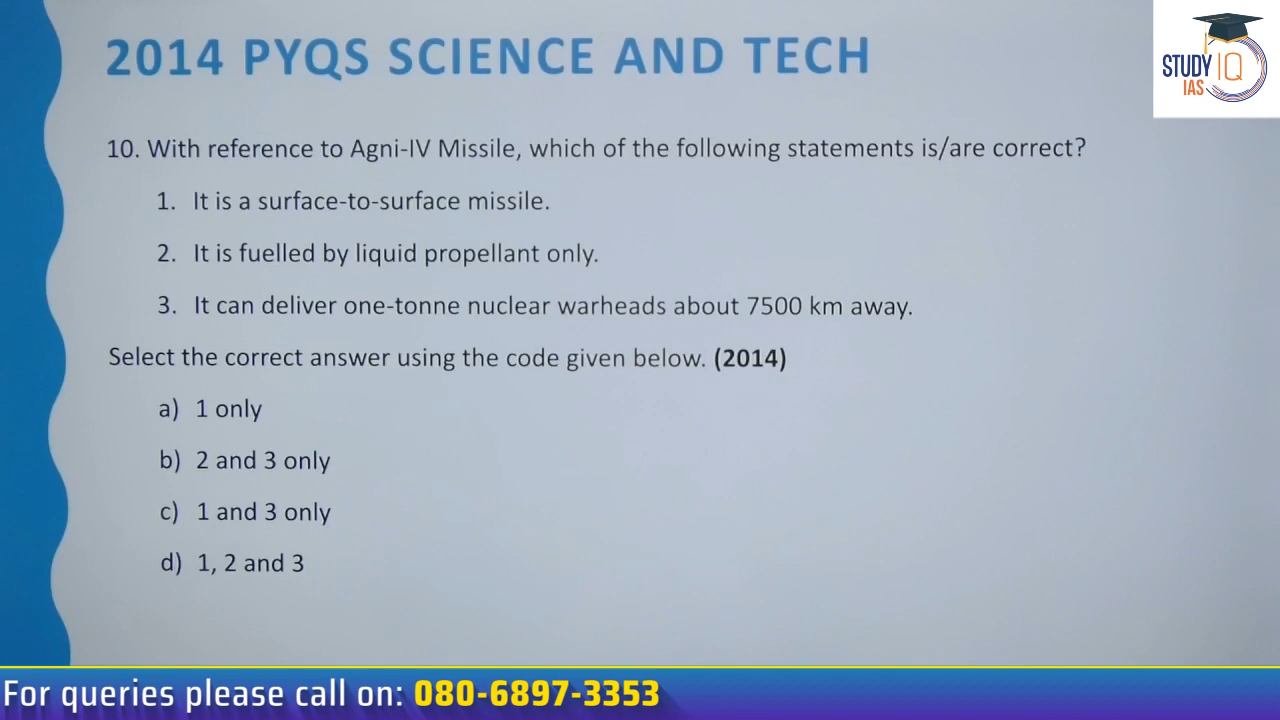 2014 PYQS SCIENCE AND TECH
STUDY IQ
IAS
10. With reference to Agni-IV Missile, which of the following statements is/are correct?
1. It is a surface-to-surface missile.
2. It is fuelled by liquid propellant only.
3. It can deliver one-tonne nuclear warheads about 7500 km away.
Select the correct answer using the code given below. (2014)
a) 1 only
b) 2 and 3 only
c) 1 and 3 only
d) 1, 2 and 3
For queries please call on: 080-6897-3353